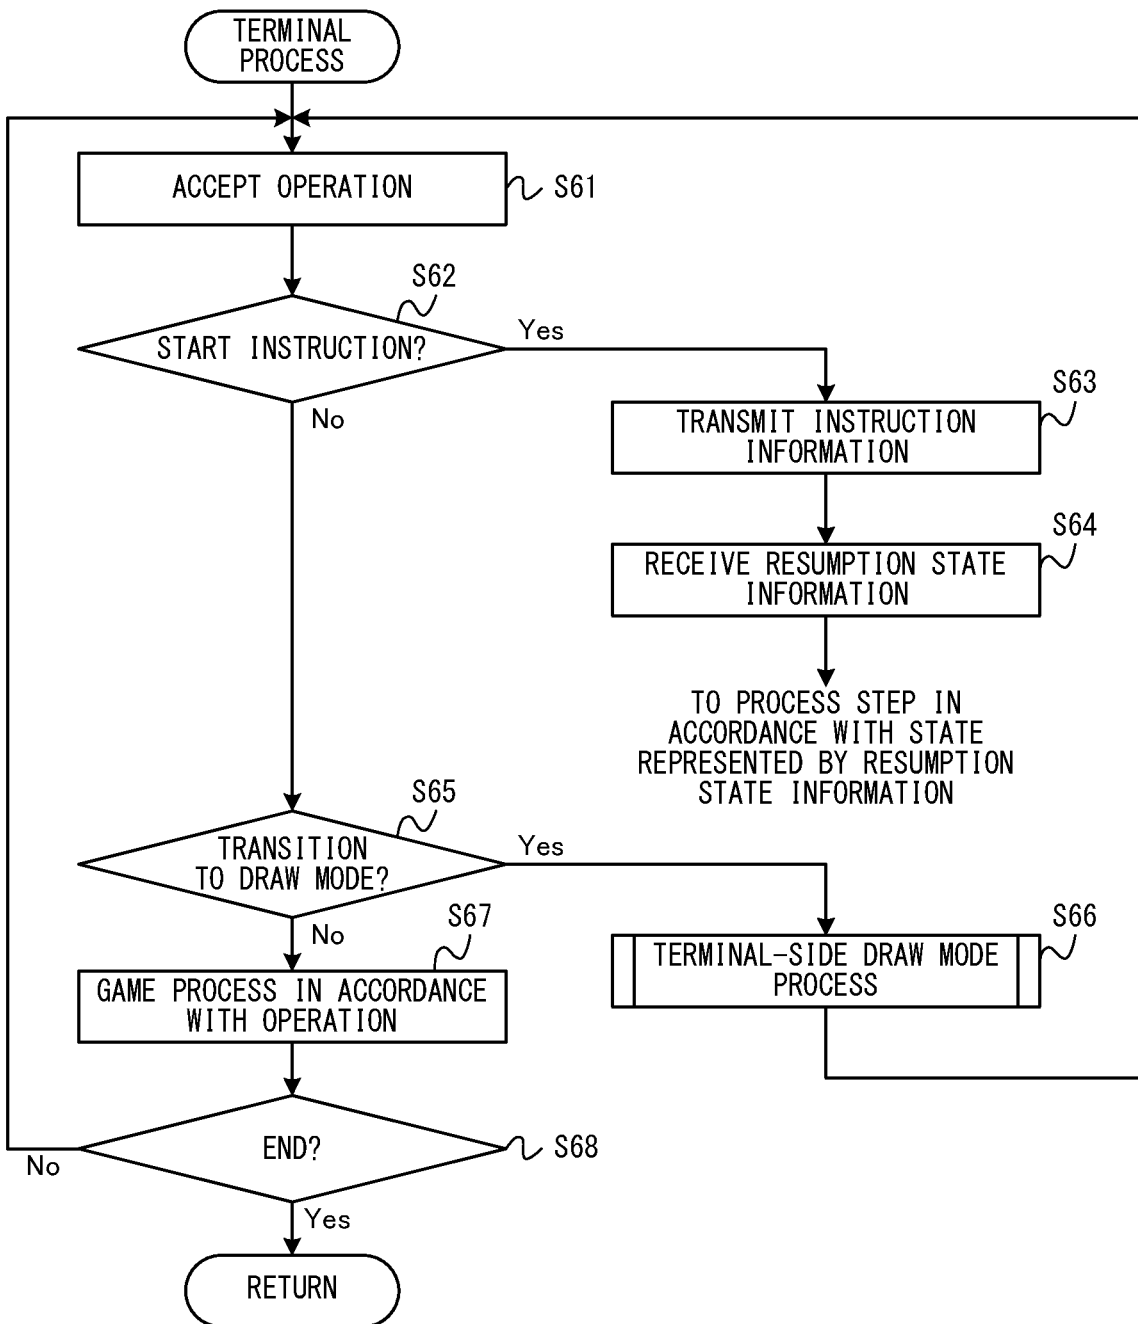 TERMINAL
PROCESS
ACCEPT OPERATION
S61
S62
START INSTRUCTION?
Yes
No
S63
TRANSMIT INSTRUCTION
INFORMATION
S64
RECEIVE RESUMPTION STATE
INFORMATION
TO PROCESS STEP IN
ACCORDANCE WITH STATE
REPRESENTED BY RESUMPTION
STATE INFORMATION
S65
TRANSITION
TO DRAW MODE?
Yes
No
S66
TERMINAL-SIDE DRAW MODE
PROCESS
S67
GAME PROCESS IN ACCORDANCE
WITH OPERATION
END?
S68
No
Yes
RETURN